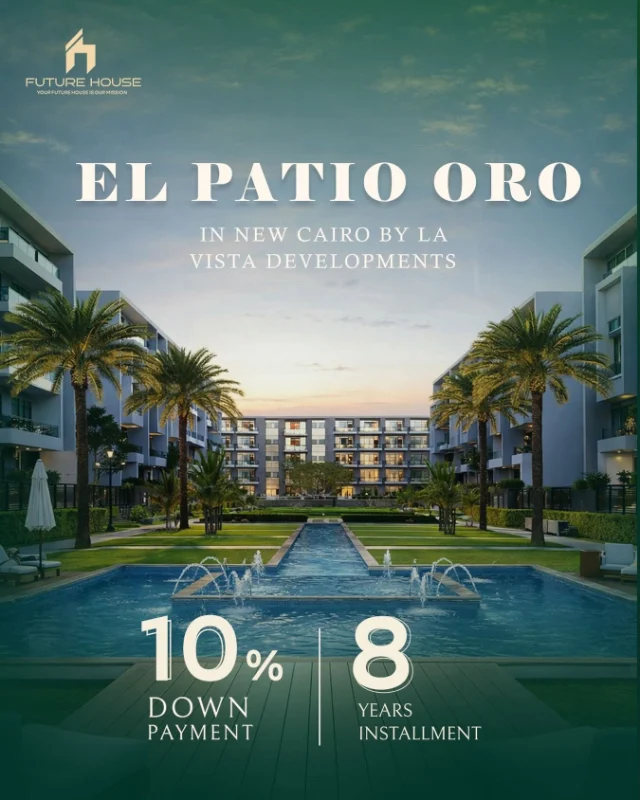 FUTURE HOUSE
YOUR FUTURE HOUSE IS OUR MISSION
EL PATIO ORO
IN NEW CAIRO BY LA
VISTA DEVELOPMENTS
10%
DOWN
PAYMENT
8
YEARS
INSTALLMENT